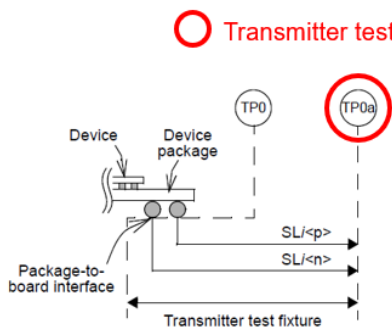 Transmitter test
TP0
TP0a
Device
Device
package
SLi<p>
SLi<n>
Package-to-
board interface
Transmitter test fixture